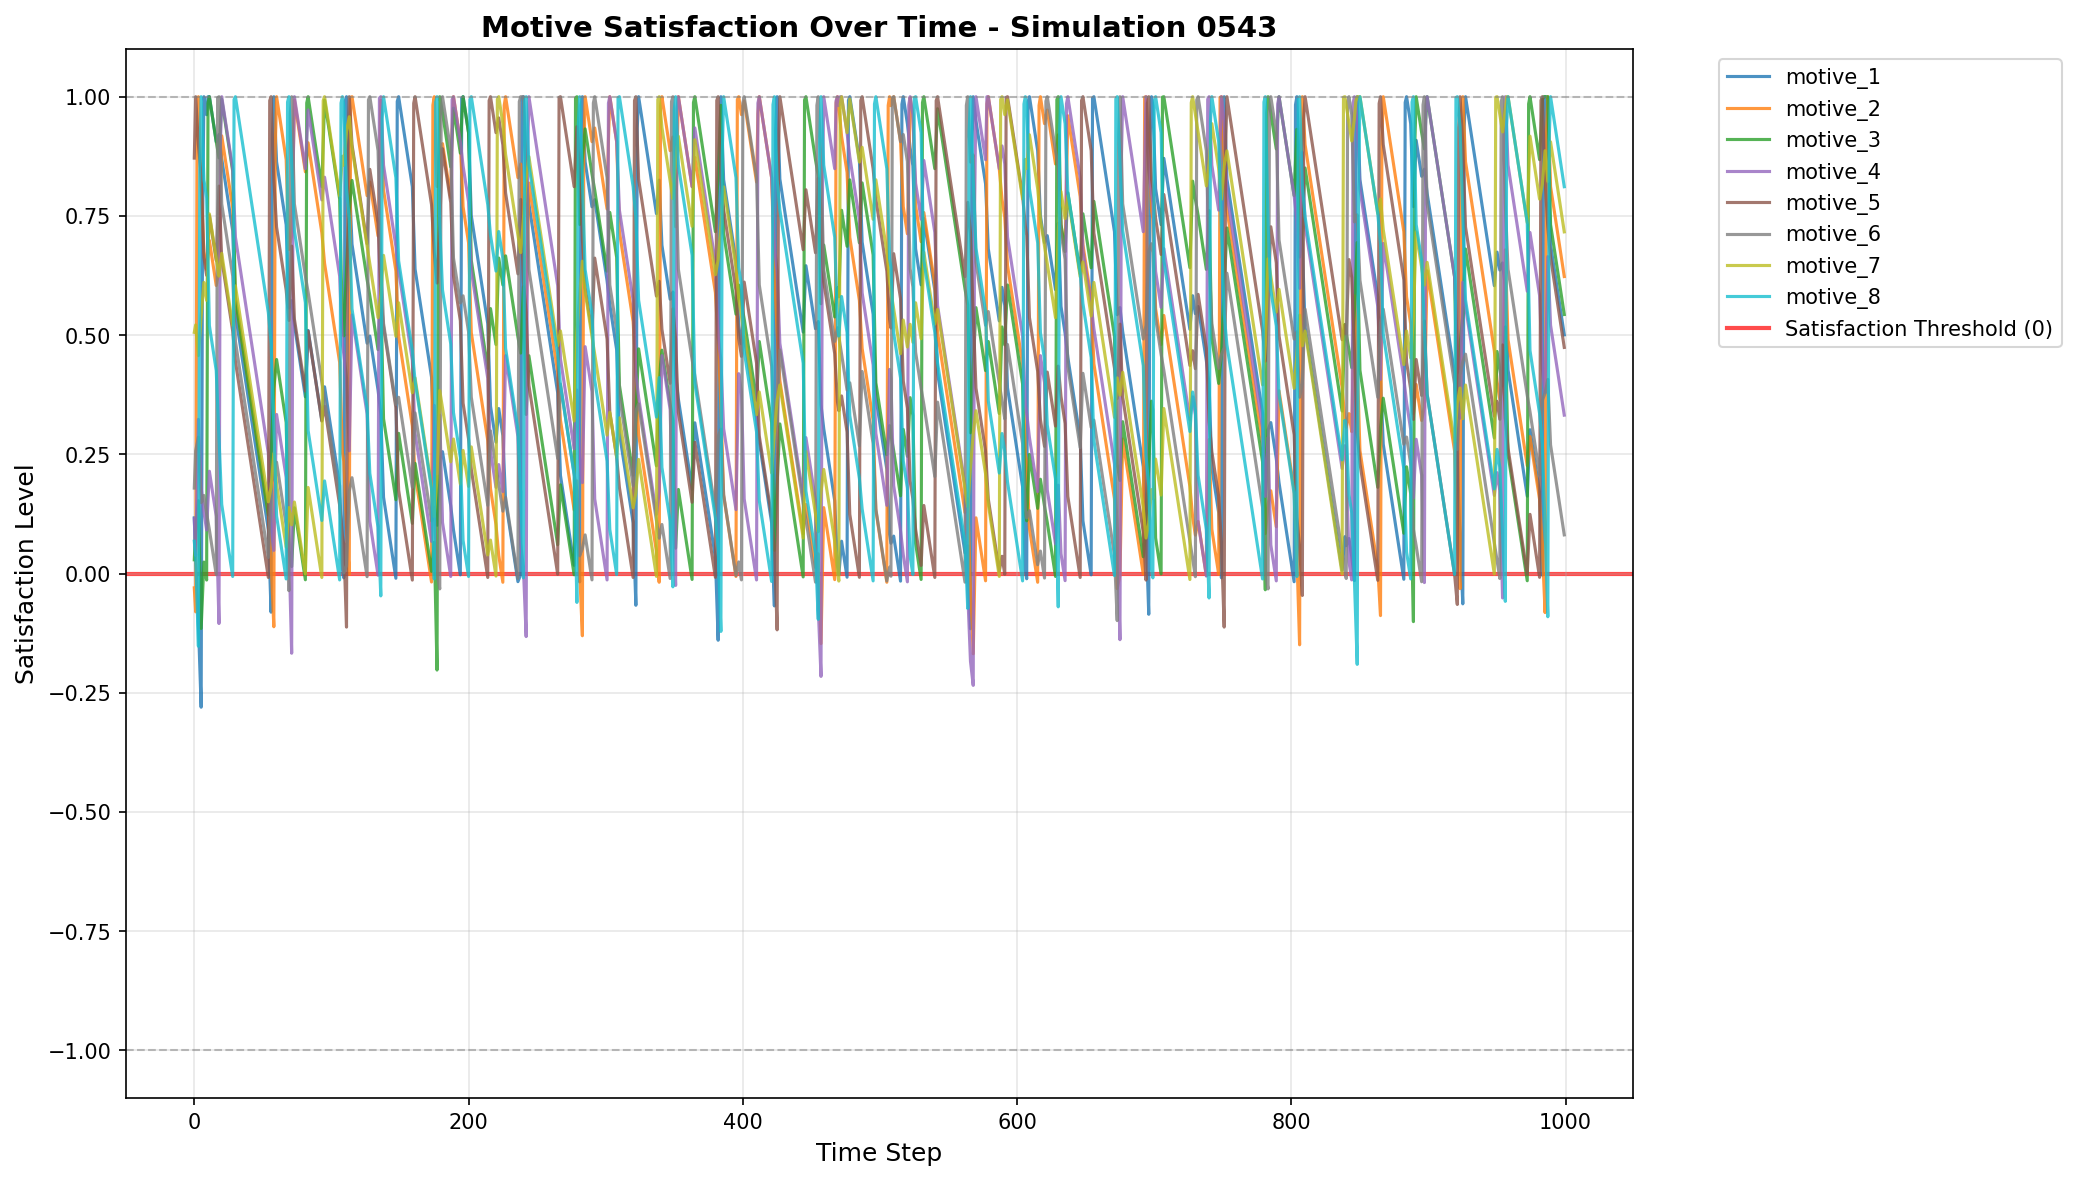 Motive Satisfaction Over Time - Simulation 0543
Satisfaction Level
1.00
0.75
0.50
0.25
0.00
−0.25
−0.50
−0.75
−1.00
0
200
400
600
800
1000
Time Step
motive_1
motive_2
motive_3
motive_4
motive_5
motive_6
motive_7
motive_8
Satisfaction Threshold (0)